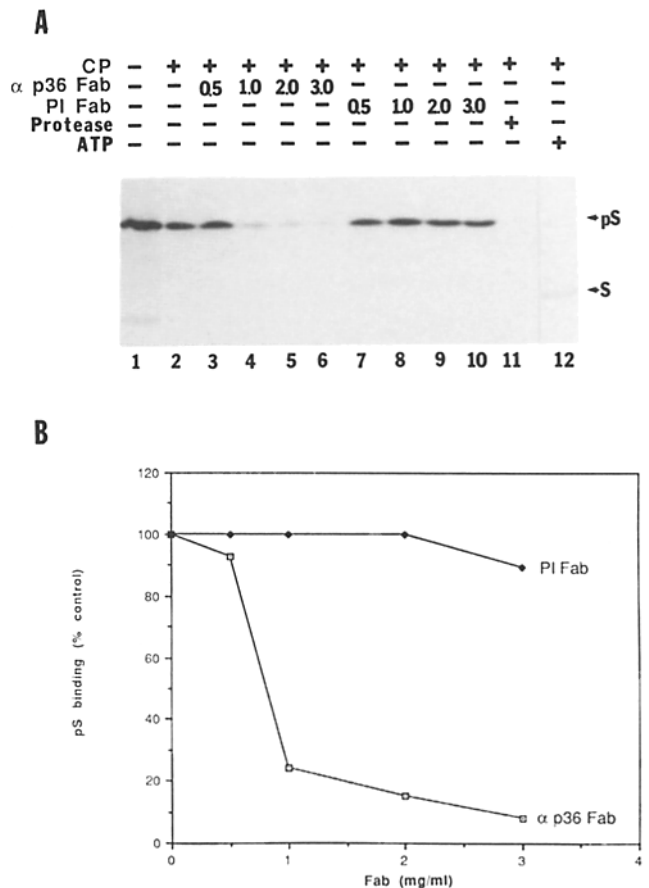 A
CP − + + + + + + + + + + +
α p36 Fab − − 0.5 1.0 2.0 3.0 − − − − − −
PI Fab − − − − − − 0.5 1.0 2.0 3.0 − −
Protease − − − − − − − − − − + −
ATP − − − − − − − − − − − +
pS
S
1 2 3 4 5 6 7 8 9 10 11 12
B
120
100
80
60
40
20
0
pS binding (% control)
PI Fab
α p36 Fab
0 1 2 3 4
Fab (mg/ml)